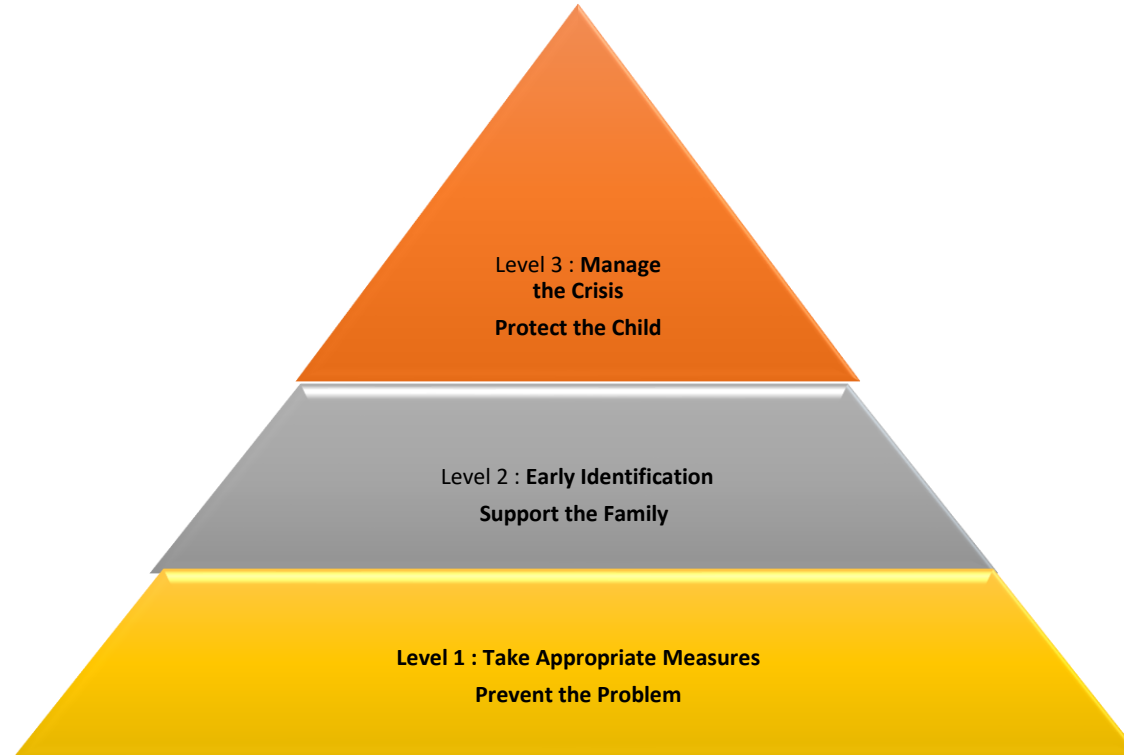 Level 3 : Manage
the Crisis
Protect the Child
Level 2 : Early Identification
Support the Family
Level 1 : Take Appropriate Measures
Prevent the Problem